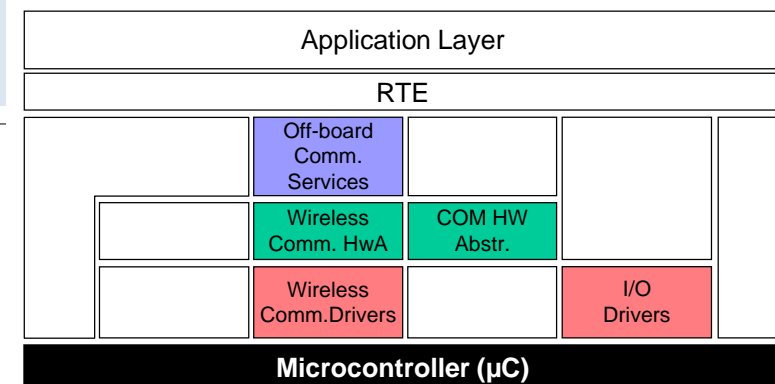 Application Layer
RTE
Off-board
Comm.
Services
Wireless
Comm. HwA
COM HW
Abstr.
Wireless
Comm.Drivers
I/O
Drivers
Microcontroller (µC)